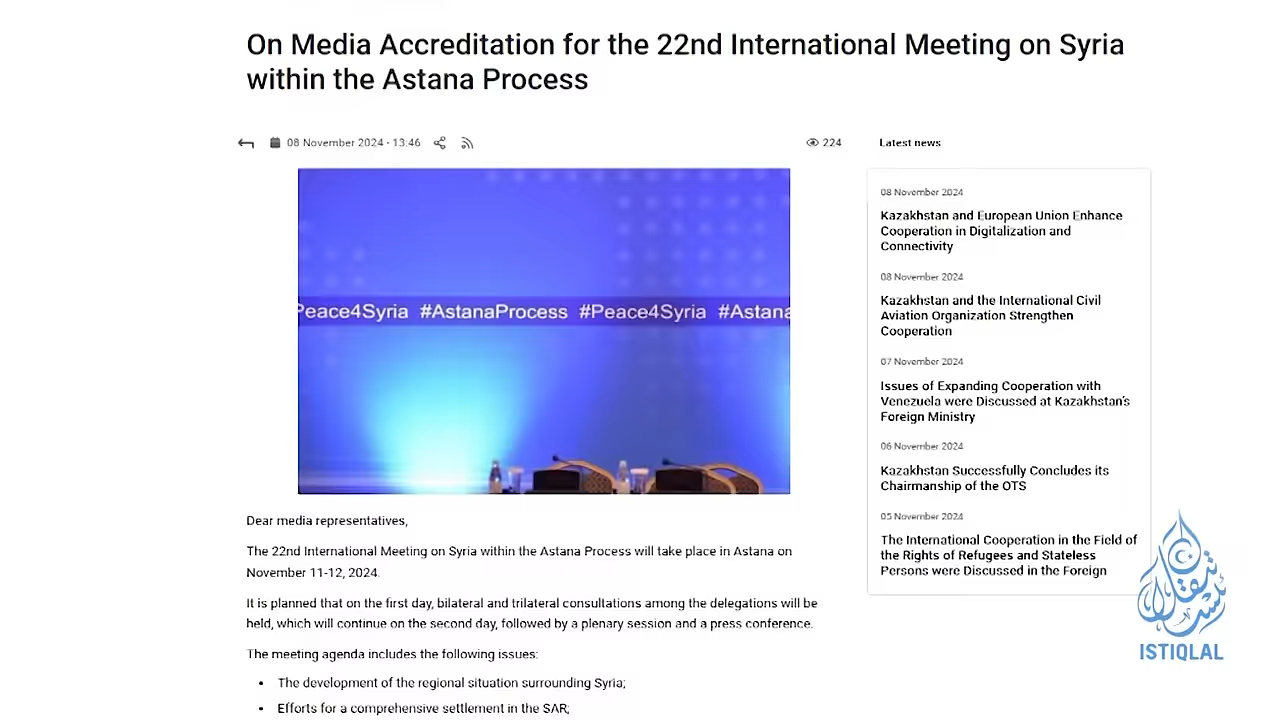 On Media Accreditation for the 22nd International Meeting on Syria
within the Astana Process
08 November 2024 - 13:46
224
Latest news
Peace4Syria #AstanaProcess #Peace4Syria #Astana
08 November 2024
Kazakhstan and European Union Enhance
Cooperation in Digitalization and
Connectivity
08 November 2024
Kazakhstan and the International Civil
Aviation Organization Strengthen
Cooperation
07 November 2024
Issues of Expanding Cooperation with
Venezuela were Discussed at Kazakhstan's
Foreign Ministry
06 November 2024
Kazakhstan Successfully Concludes its
Chairmanship of the OTS
05 November 2024
The International Cooperation in the Field of
the Rights of Refugees and Stateless
Persons were Discussed in the Foreign
Dear media representatives,
The 22nd International Meeting on Syria within the Astana Process will take place in Astana on
November 11-12, 2024.
It is planned that on the first day, bilateral and trilateral consultations among the delegations will be
held, which will continue on the second day, followed by a plenary session and a press conference.
The meeting agenda includes the following issues:
• The development of the regional situation surrounding Syria;
• Efforts for a comprehensive settlement in the SAR;
ISTIQLAL